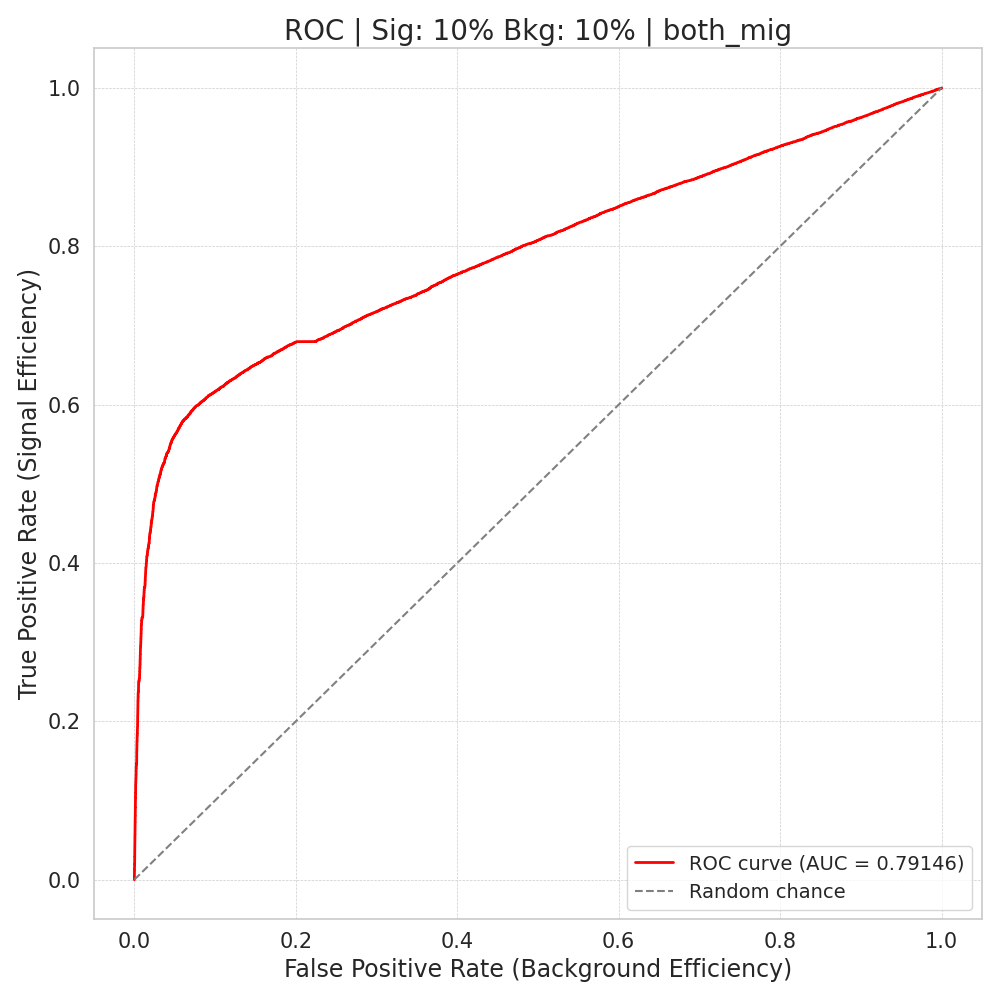 ROC | Sig: 10% Bkg: 10% | both_mig
True Positive Rate (Signal Efficiency)
1.0
0.8
0.6
0.4
0.2
0.0
ROC curve (AUC = 0.79146)
Random chance
0.0 0.2 0.4 0.6 0.8 1.0
False Positive Rate (Background Efficiency)